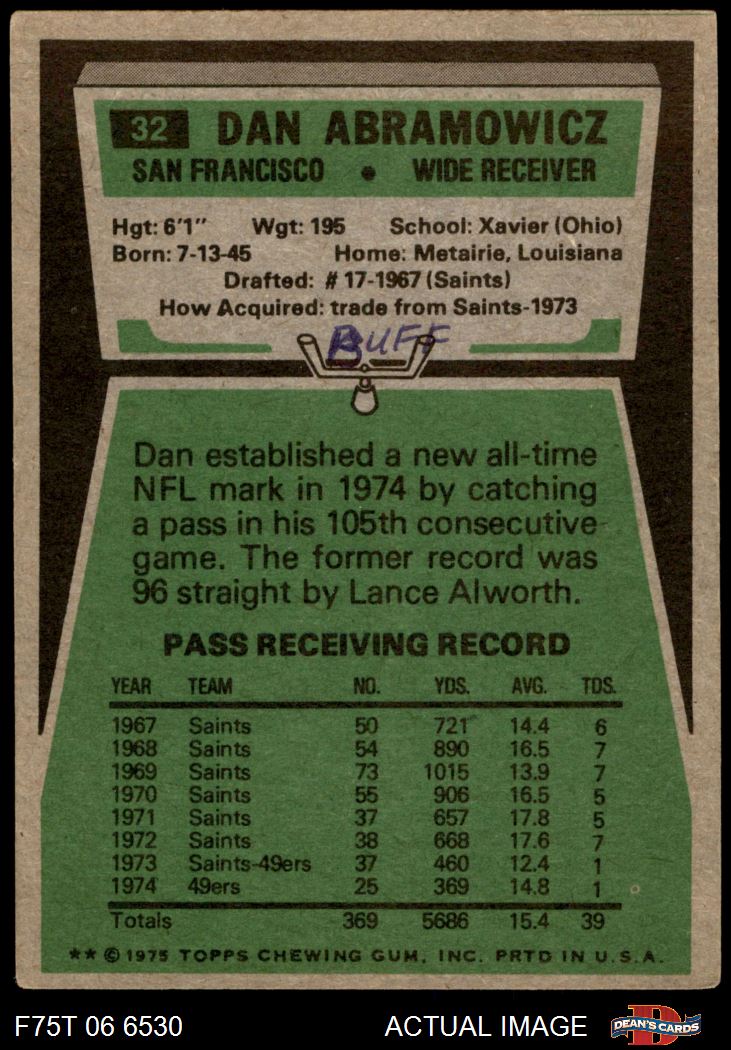 32 DAN ABRAMOWICZ
SAN FRANCISCO • WIDE RECEIVER
Hgt: 6'1" Wgt: 195 School: Xavier (Ohio)
Born: 7-13-45 Home: Metairie, Louisiana
Drafted: # 17-1967 (Saints)
How Acquired: trade from Saints-1973
BUFF
Dan established a new all-time
NFL mark in 1974 by catching
a pass in his 105th consecutive
game. The former record was
96 straight by Lance Alworth.
PASS RECEIVING RECORD
YEAR TEAM NO. YDS. AVG. TDS.
1967 Saints 50 721 14.4 6
1968 Saints 54 890 16.5 7
1969 Saints 73 1015 13.9 7
1970 Saints 55 906 16.5 5
1971 Saints 37 657 17.8 5
1972 Saints 38 668 17.6 7
1973 Saints-49ers 37 460 12.4 1
1974 49ers 25 369 14.8 1
Totals 369 5686 15.4 39
** © 1975 TOPPS CHEWING GUM, INC. PRTD IN U.S.A.
F75T 06 6530 ACTUAL IMAGE D DEAN'S CARDS